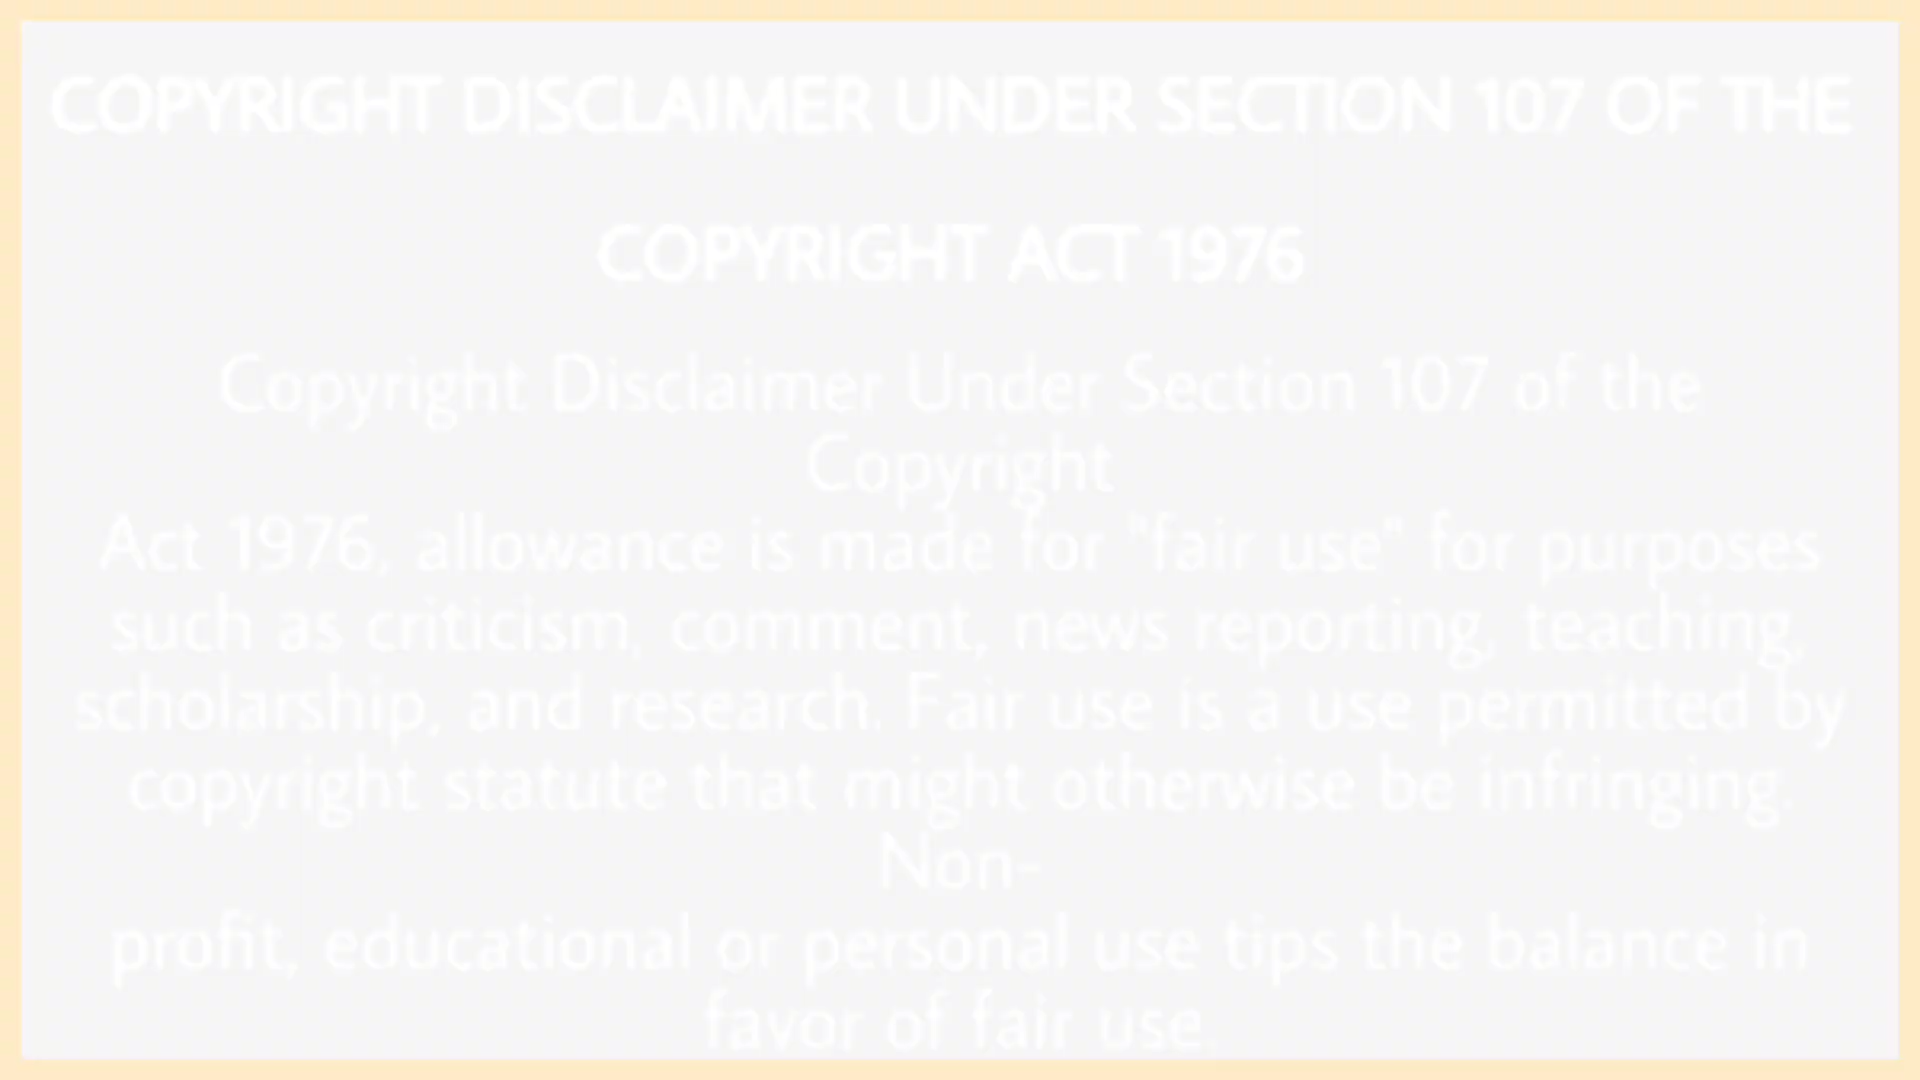 COPYRIGHT DISCLAIMER UNDER SECTION 107 OF THE
COPYRIGHT ACT 1976
Copyright Disclaimer Under Section 107 of the
Copyright
Act 1976, allowance is made for "fair use" for purposes
such as criticism, comment, news reporting, teaching,
scholarship, and research. Fair use is a use permitted by
copyright statute that might otherwise be infringing.
Non-
profit, educational or personal use tips the balance in
favor of fair use.